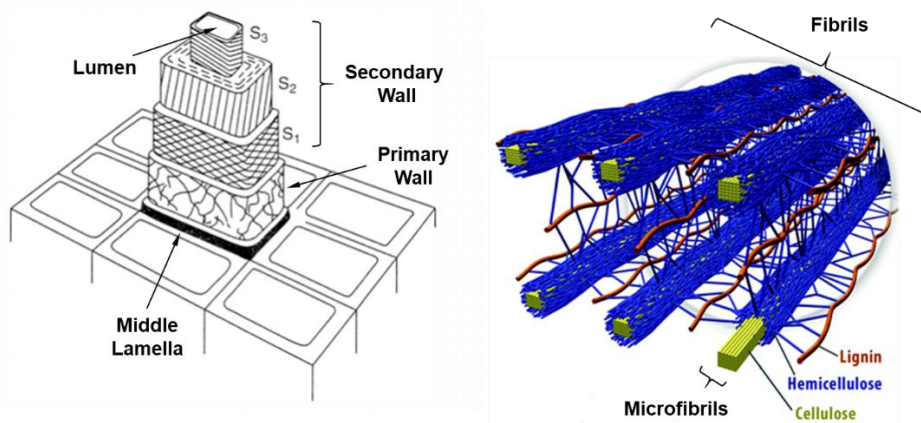 Lumen
S3
S2
S1
Secondary
Wall
Primary
Wall
Middle
Lamella
Fibrils
Lignin
Hemicellulose
Cellulose
Microfibrils